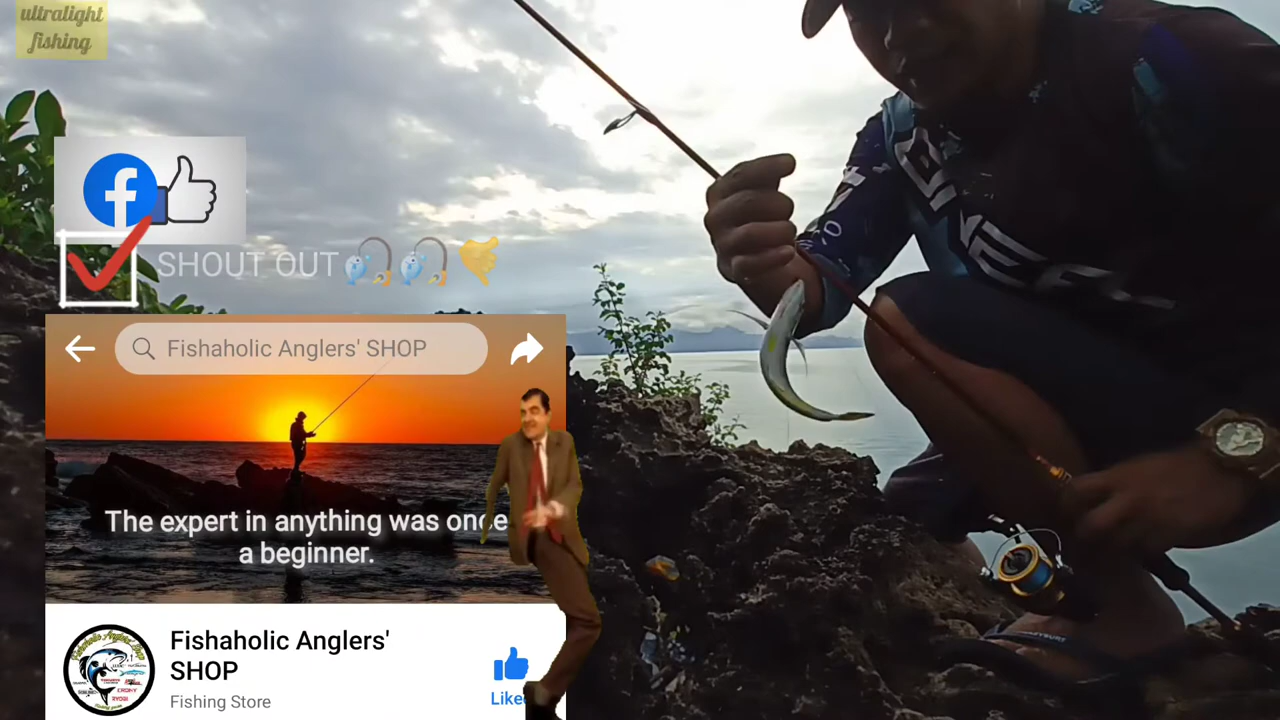 ultralight
fishing
SHOUT OUT
Fishaholic Anglers' SHOP
The expert in anything was once
a beginner.
Fishaholic Anglers'
SHOP
Fishing Store
Liked